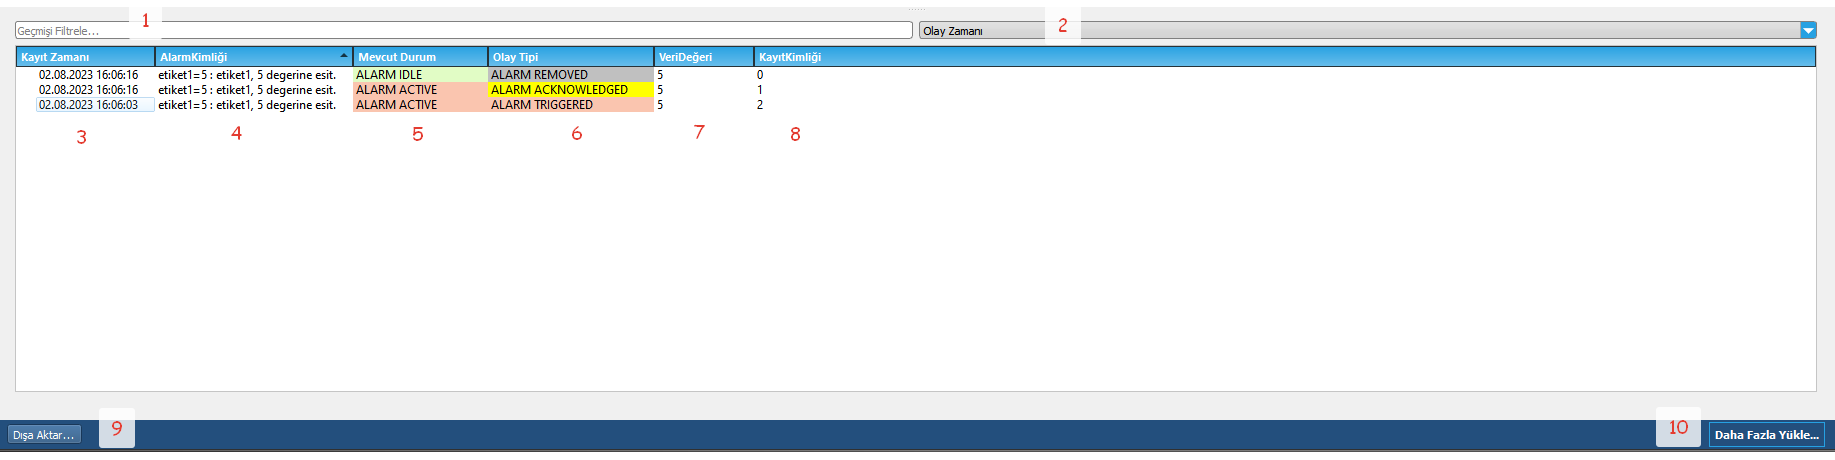 1
Geçmişi Filtrele...
2
Olay Zamanı
Kayıt Zamanı AlarmKimliği Mevcut Durum Olay Tipi VeriDeğeri KayıtKimliği
02.08.2023 16:06:16 etiket1=5 : etiket1, 5 degerine esit. ALARM IDLE ALARM REMOVED 5 0
02.08.2023 16:06:16 etiket1=5 : etiket1, 5 degerine esit. ALARM ACTIVE ALARM ACKNOWLEDGED 5 1
02.08.2023 16:06:03 etiket1=5 : etiket1, 5 degerine esit. ALARM ACTIVE ALARM TRIGGERED 5 2
3 4 5 6 7 8
Dışa Aktar... 9 10 Daha Fazla Yükle...